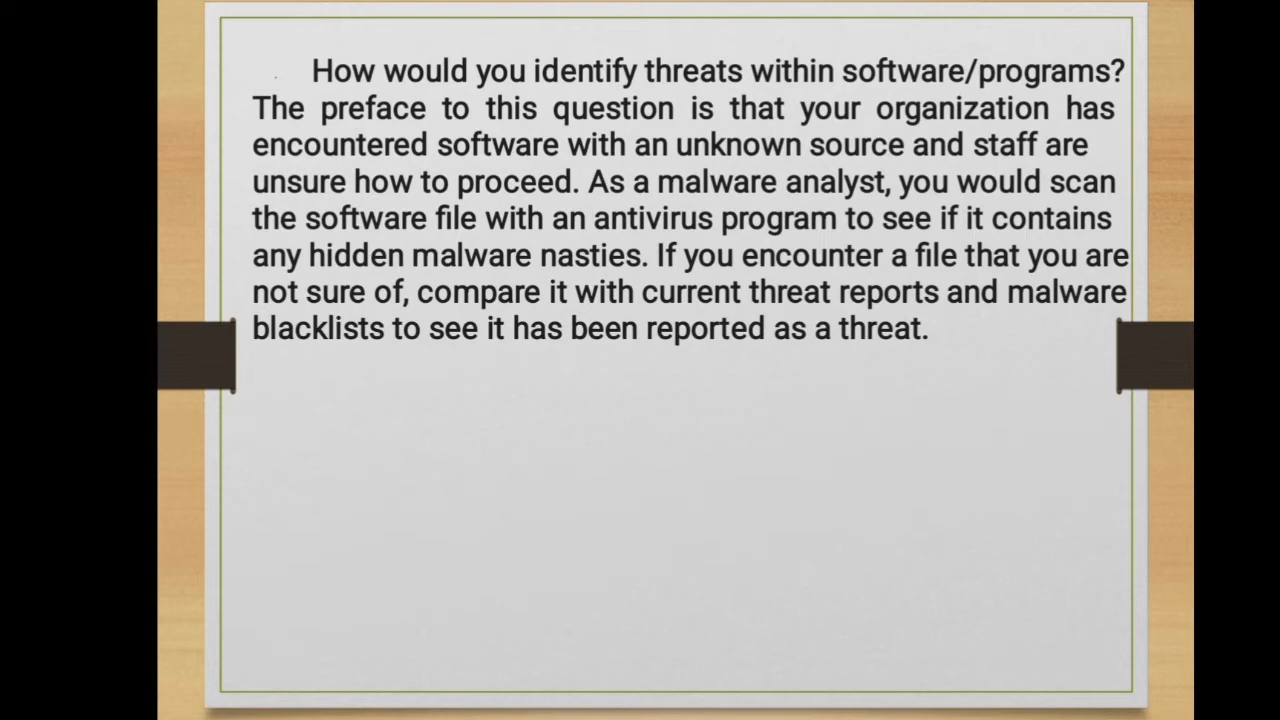 How would you identify threats within software/programs?
The preface to this question is that your organization has
encountered software with an unknown source and staff are
unsure how to proceed. As a malware analyst, you would scan
the software file with an antivirus program to see if it contains
any hidden malware nasties. If you encounter a file that you are
not sure of, compare it with current threat reports and malware
blacklists to see it has been reported as a threat.